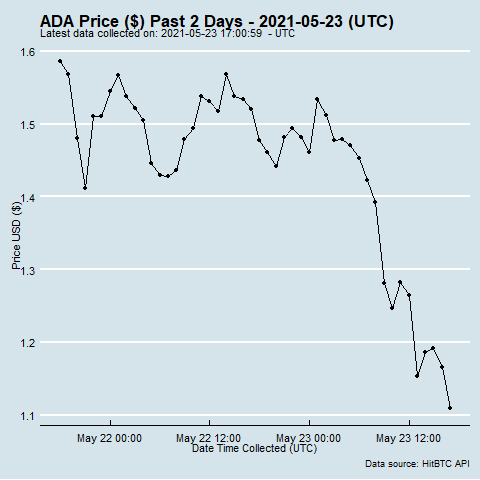 ADA Price ($) Past 2 Days - 2021-05-23 (UTC)
Latest data collected on: 2021-05-23 17:00:59  - UTC
1.6
1.5
1.4
1.3
1.2
1.1
Price USD ($)
May 22 00:00
May 22 12:00
May 23 00:00
May 23 12:00
Date Time Collected (UTC)
Data source: HitBTC API